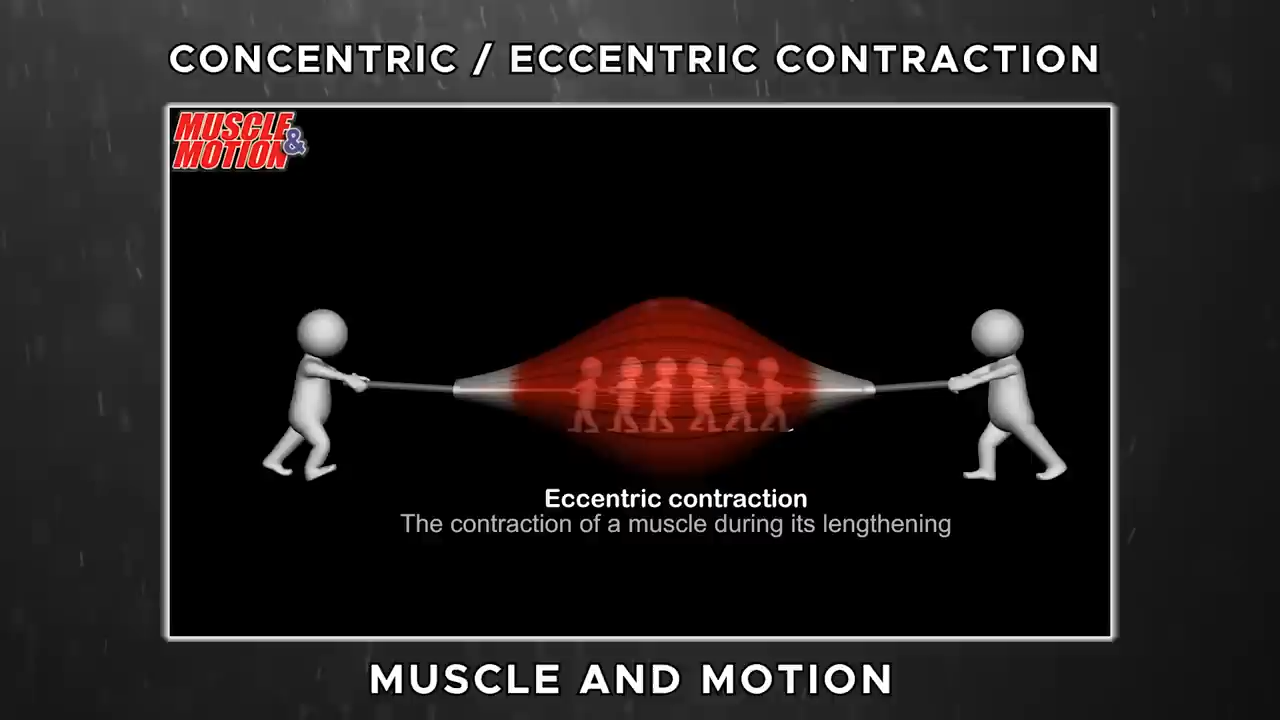 CONCENTRIC / ECCENTRIC CONTRACTION
MUSCLE &
MOTION
Eccentric contraction
The contraction of a muscle during its lengthening
MUSCLE AND MOTION